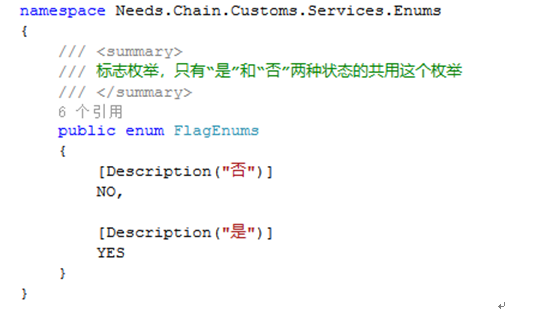 namespace Needs.Chain.Customs.Services.Enums
{
/// <summary>
/// 标志枚举，只有“是”和“否”两种状态的共用这个枚举
/// </summary>
6 个引用
public enum FlagEnums
{
[Description("否")]
NO,
[Description("是")]
YES
}
}